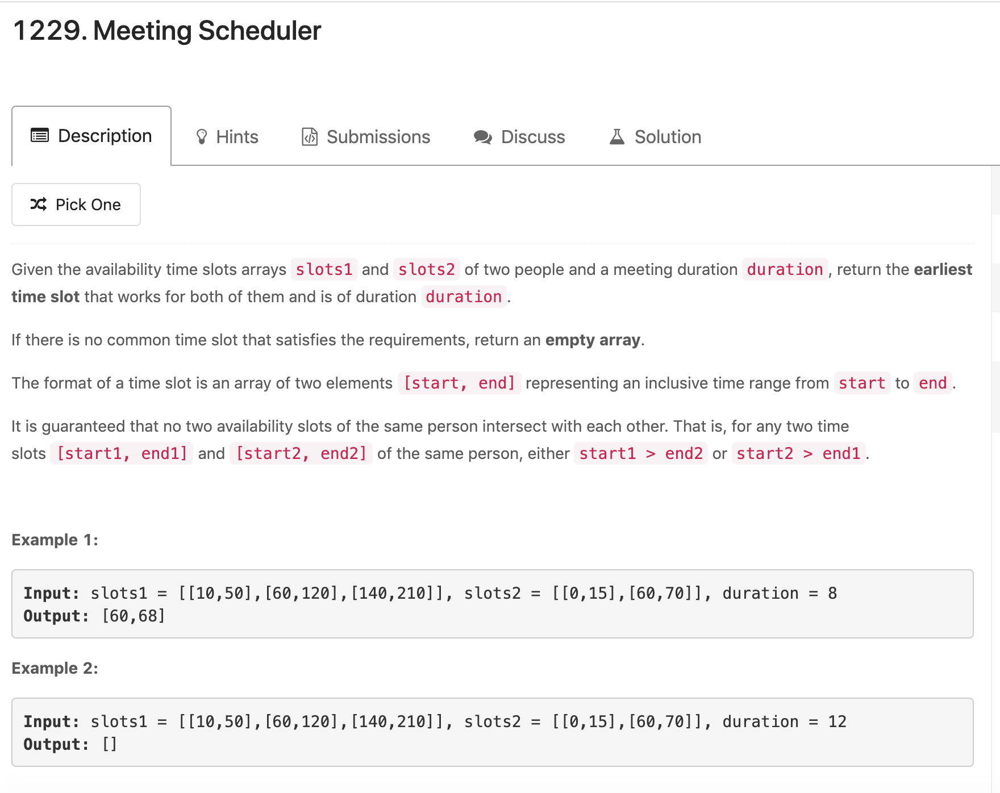 1229. Meeting Scheduler
Description Hints Submissions Discuss Solution
Pick One
Given the availability time slots arrays slots1 and slots2 of two people and a meeting duration duration, return the earliest
time slot that works for both of them and is of duration duration.
If there is no common time slot that satisfies the requirements, return an empty array.
The format of a time slot is an array of two elements [start, end] representing an inclusive time range from start to end.
It is guaranteed that no two availability slots of the same person intersect with each other. That is, for any two time
slots [start1, end1] and [start2, end2] of the same person, either start1 > end2 or start2 > end1.
Example 1:
Input: slots1 = [[10,50],[60,120],[140,210]], slots2 = [[0,15],[60,70]], duration = 8
Output: [60,68]
Example 2:
Input: slots1 = [[10,50],[60,120],[140,210]], slots2 = [[0,15],[60,70]], duration = 12
Output: []